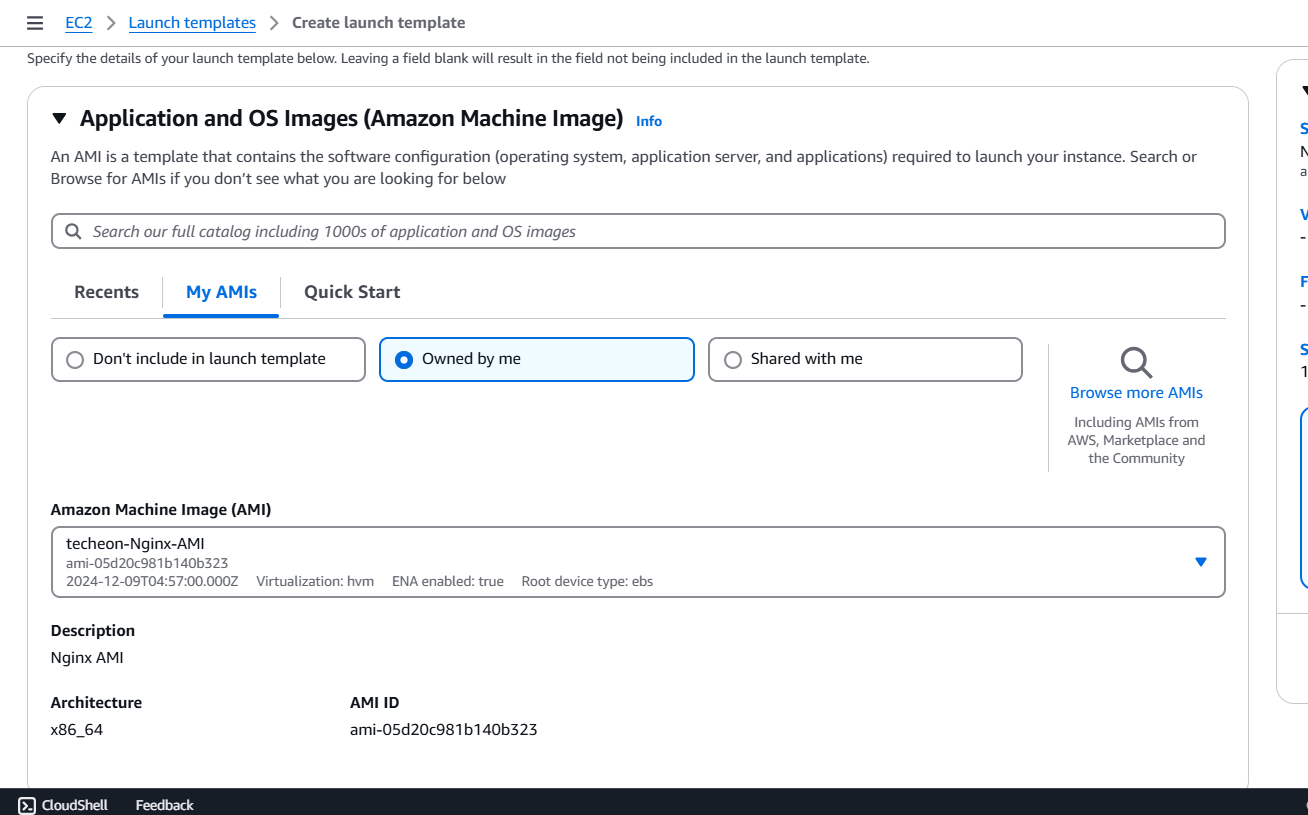 EC2 Launch templates Create launch template
Specify the details of your launch template below. Leaving a field blank will result in the field not being included in the launch template.
Application and OS Images (Amazon Machine Image) Info
An AMI is a template that contains the software configuration (operating system, application server, and applications) required to launch your instance. Search or
Browse for AMIs if you don’t see what you are looking for below
Search our full catalog including 1000s of application and OS images
Recents My AMIs Quick Start
Don't include in launch template Owned by me Shared with me
Browse more AMIs
Including AMIs from
AWS, Marketplace and
the Community
Amazon Machine Image (AMI)
techeon-Nginx-AMI
ami-05d20c981b140b323
2024-12-09T04:57:00.000Z Virtualization: hvm ENA enabled: true Root device type: ebs
Description
Nginx AMI
Architecture AMI ID
x86_64 ami-05d20c981b140b323
CloudShell Feedback